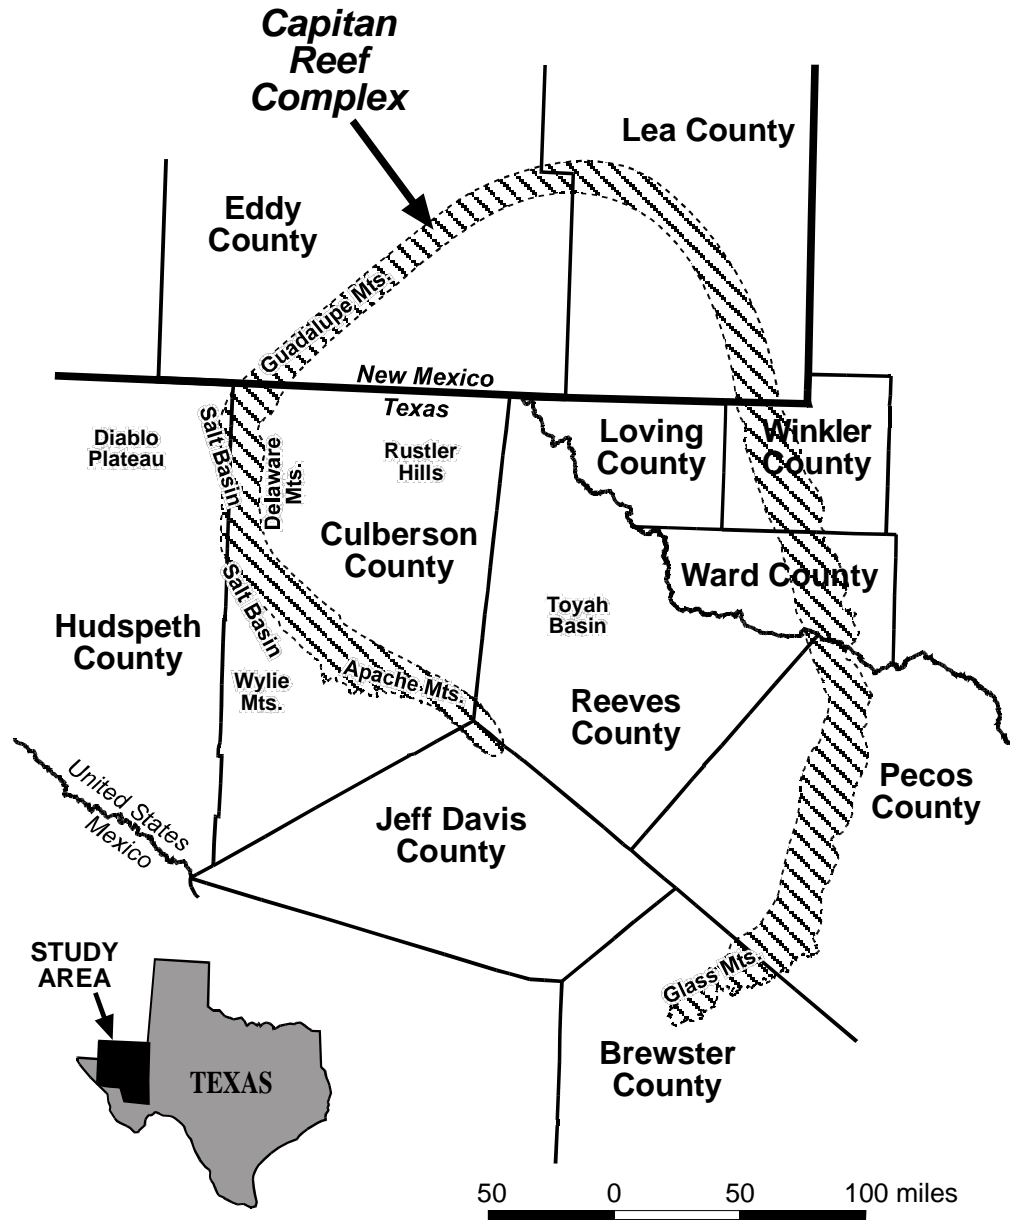 Capitan
Reef
Complex
Lea County
Eddy
County
Guadalupe Mts.
New Mexico
Texas
Diablo
Plateau
Salt Basin
Delaware
Mts.
Rustler
Hills
Loving
County
Winkler
County
Culberson
County
Ward County
Salt Basin
Toyah
Basin
Hudspeth
County
Wylie
Mts.
Apache Mts.
Reeves
County
Pecos
County
United States
Mexico
Jeff Davis
County
Glass Mts.
STUDY
AREA
TEXAS
Brewster
County
50 0 50 100 miles